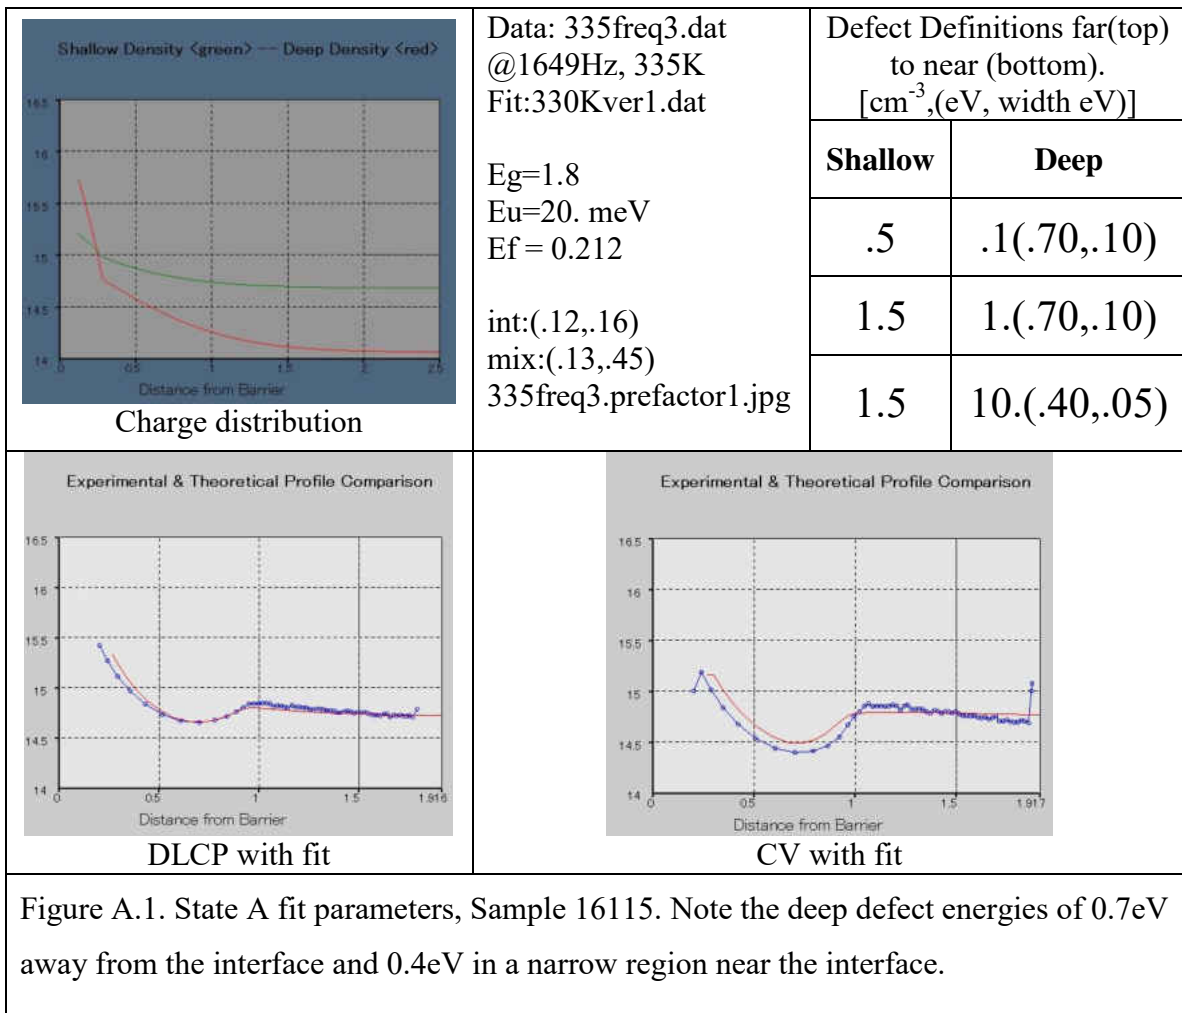 Shallow Density <green> -- Deep Density <red>
16.5
16
15.5
15
14.5
14
0
0.5
1
1.5
2
2.5
Distance from Barrier
Charge distribution
Data: 335freq3.dat
@1649Hz, 335K
Fit:330Kver1.dat
Eg=1.8
Eu=20. meV
Ef = 0.212
int:(.12,.16)
mix:(.13,.45)
335freq3.prefactor1.jpg
Defect Definitions far(top)
to near (bottom).
[cm-3,(eV, width eV)]
Shallow Deep
.5 .1(.70,.10)
1.5 1.(.70,.10)
1.5 10.(.40,.05)
Experimental & Theoretical Profile Comparison
16.5
16
15.5
15
14.5
14
0
0.5
1
1.5
1.916
Distance from Barrier
DLCP with fit
Experimental & Theoretical Profile Comparison
16.5
16
15.5
15
14.5
14
0
0.5
1
1.5
1.917
Distance from Barrier
CV with fit
Figure A.1. State A fit parameters, Sample 16115. Note the deep defect energies of 0.7eV
away from the interface and 0.4eV in a narrow region near the interface.